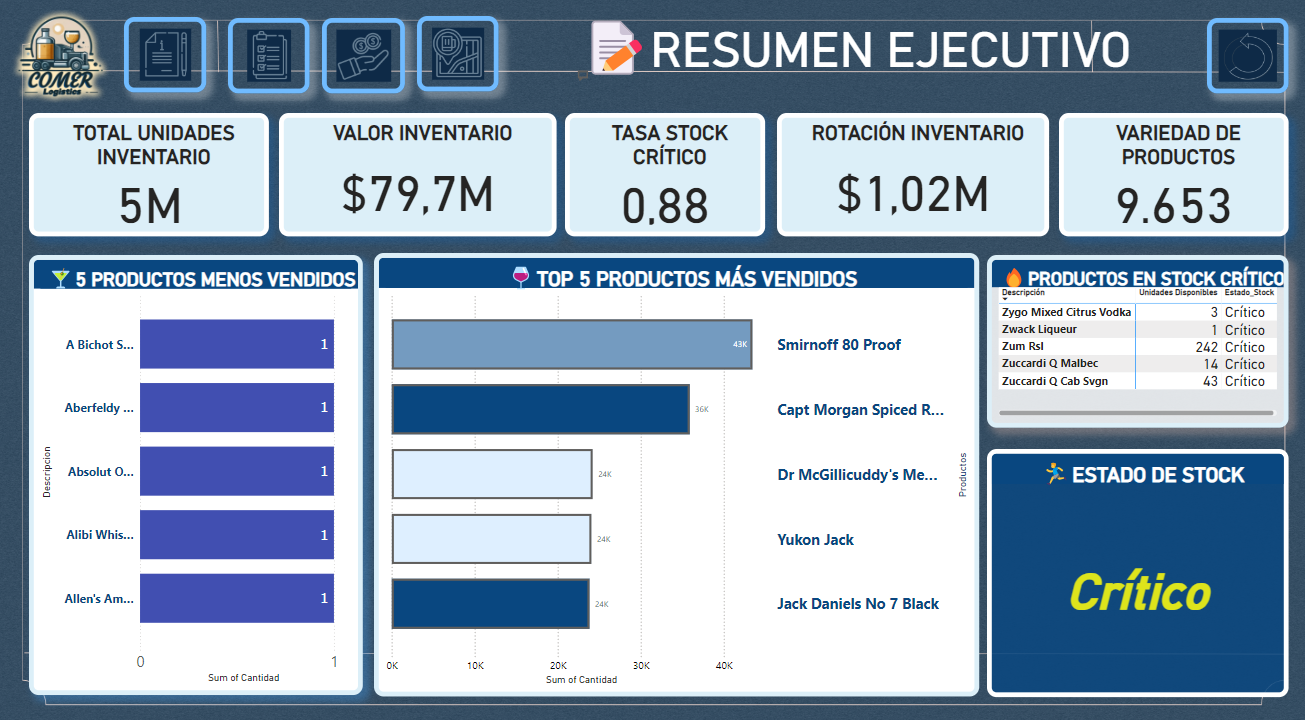 COMER
Logistics
1
RESUMEN EJECUTIVO
TOTAL UNIDADES
INVENTARIO
5M
VALOR INVENTARIO
$79,7M
TASA STOCK
CRÍTICO
0,88
ROTACIÓN INVENTARIO
$1,02M
VARIEDAD DE
PRODUCTOS
9.653
5 PRODUCTOS MENOS VENDIDOS
Descripcion
A Bichot S... 1
Aberfeldy ... 1
Absolut O... 1
Alibi Whis... 1
Allen's Am... 1
0 1
Sum of Cantidad
TOP 5 PRODUCTOS MÁS VENDIDOS
43K Smirnoff 80 Proof
36K Capt Morgan Spiced R...
24K Dr McGillicuddy's Me...
24K Yukon Jack
24K Jack Daniels No 7 Black
Productos
0K 10K 20K 30K 40K
Sum of Cantidad
PRODUCTOS EN STOCK CRÍTICO
Descripción Unidades Disponibles Estado_Stock
Zygo Mixed Citrus Vodka 3 Crítico
Zwack Liqueur 1 Crítico
Zum Rsl 242 Crítico
Zuccardi Q Malbec 14 Crítico
Zuccardi Q Cab Svgn 43 Crítico
ESTADO DE STOCK
Crítico